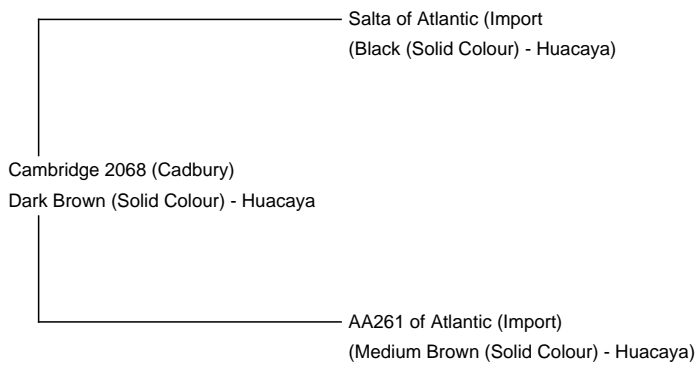 Salta of Atlantic (Import
(Black (Solid Colour) - Huacaya)
Cambridge 2068 (Cadbury)
Dark Brown (Solid Colour) - Huacaya
AA261 of Atlantic (Import)
(Medium Brown (Solid Colour) - Huacaya)